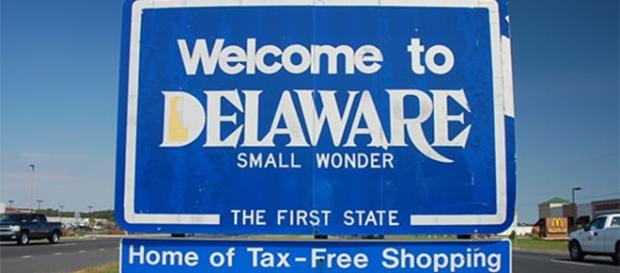 Welcome to
DELAWARE
SMALL WONDER
THE FIRST STATE
Home of Tax-Free Shopping